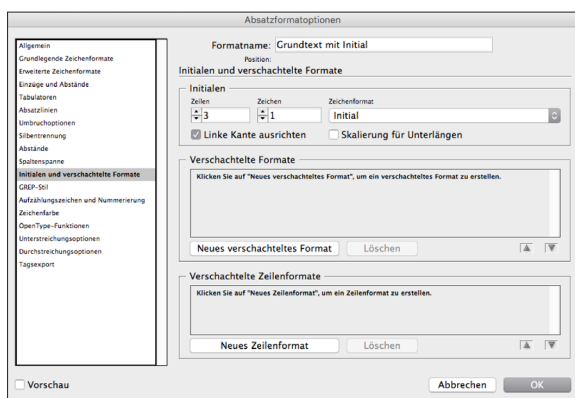 Absatzformatoptionen
Allgemein
Grundlegende Zeichenformate
Erweiterte Zeichenformate
Einzüge und Abstände
Tabulatoren
Absatzlinien
Umbruchoptionen
Silbentrennung
Abstände
Spaltenspanne
Initialen und verschachtelte Formate
GREP-Stil
Aufzählungszeichen und Nummerierung
Zeichenfarbe
OpenType-Funktionen
Unterstreichungsoptionen
Durchstreichungsoptionen
Tagsexport
Formatname: Grundtext mit Initial
Position:
Initialen und verschachtelte Formate
Initialen
Zeilen Zeichen Zeichenformat
3 1 Initial
Linke Kante ausrichten Skalierung für Unterlängen
Verschachtelte Formate
Klicken Sie auf "Neues verschachteltes Format", um ein verschachteltes Format zu erstellen.
Neues verschachteltes Format Löschen
Verschachtelte Zeilenformate
Klicken Sie auf "Neues Zeilenformat", um ein Zeilenformat zu erstellen.
Neues Zeilenformat Löschen
Vorschau Abbrechen OK